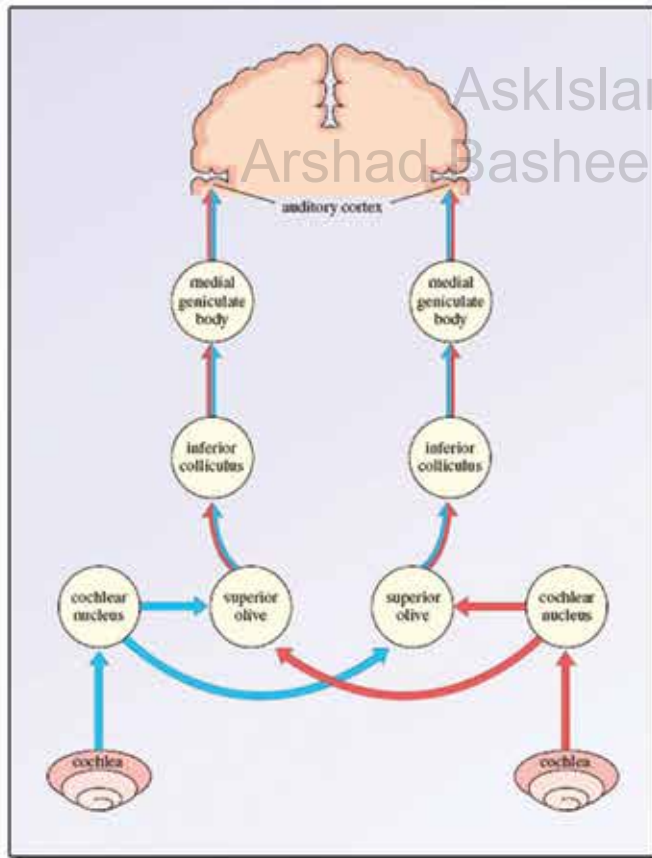 AskIslam
Arshad Bashee
auditory cortex
medial
geniculate
body
medial
geniculate
body
inferior
colliculus
inferior
colliculus
cochlear
nucleus
superior
olive
superior
olive
cochlear
nucleus
cochlea
cochlea